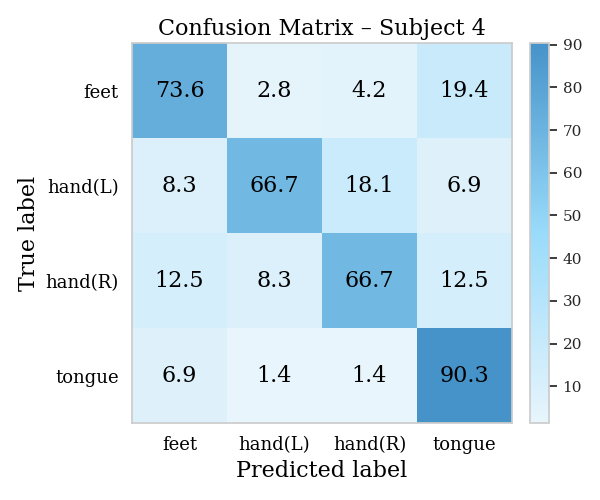 Confusion Matrix – Subject 4
True label
feet 73.6 2.8 4.2 19.4
hand(L) 8.3 66.7 18.1 6.9
hand(R) 12.5 8.3 66.7 12.5
tongue 6.9 1.4 1.4 90.3
feet hand(L) hand(R) tongue
Predicted label
90
80
70
60
50
40
30
20
10